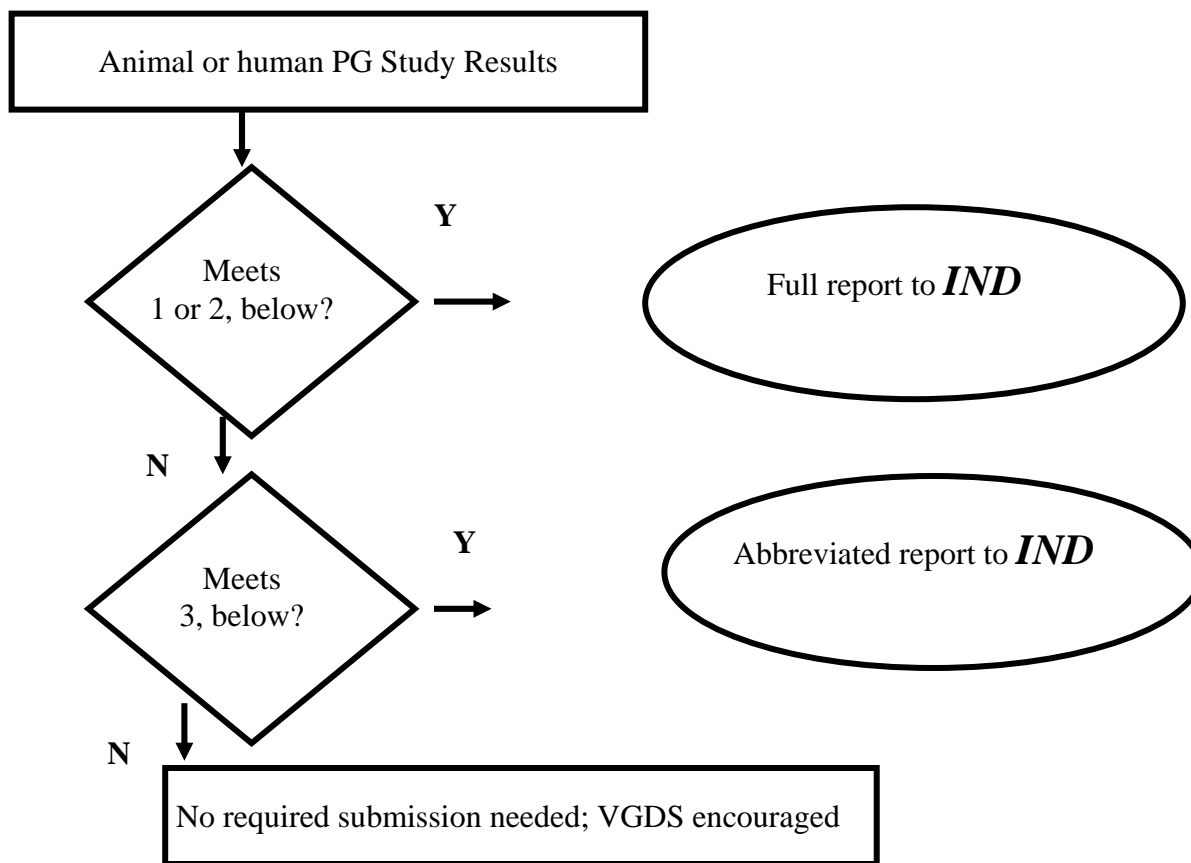 Animal or human PG Study Results
Y
Meets
1 or 2, below?
Full report to IND
N
Y
Meets
3, below?
Abbreviated report to IND
N
No required submission needed; VGDS encouraged